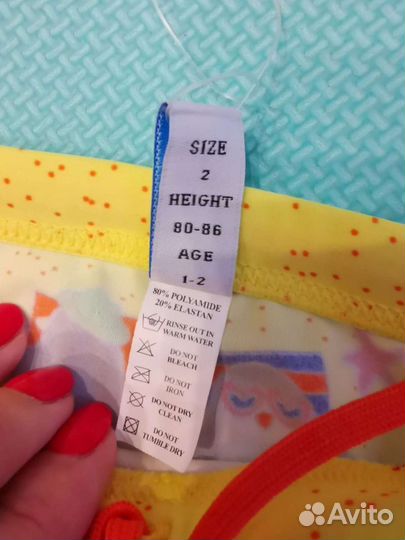 SIZE
2
HEIGHT
80-86
AGE
1-2
80% POLYAMIDE
20% ELASTAN
RINSE OUT IN
WARM WATER
DO NOT
BLEACH
DO NOT
IRON
DO NOT DRY
CLEAN
DO NOT
TUMBLE DRY
Avito